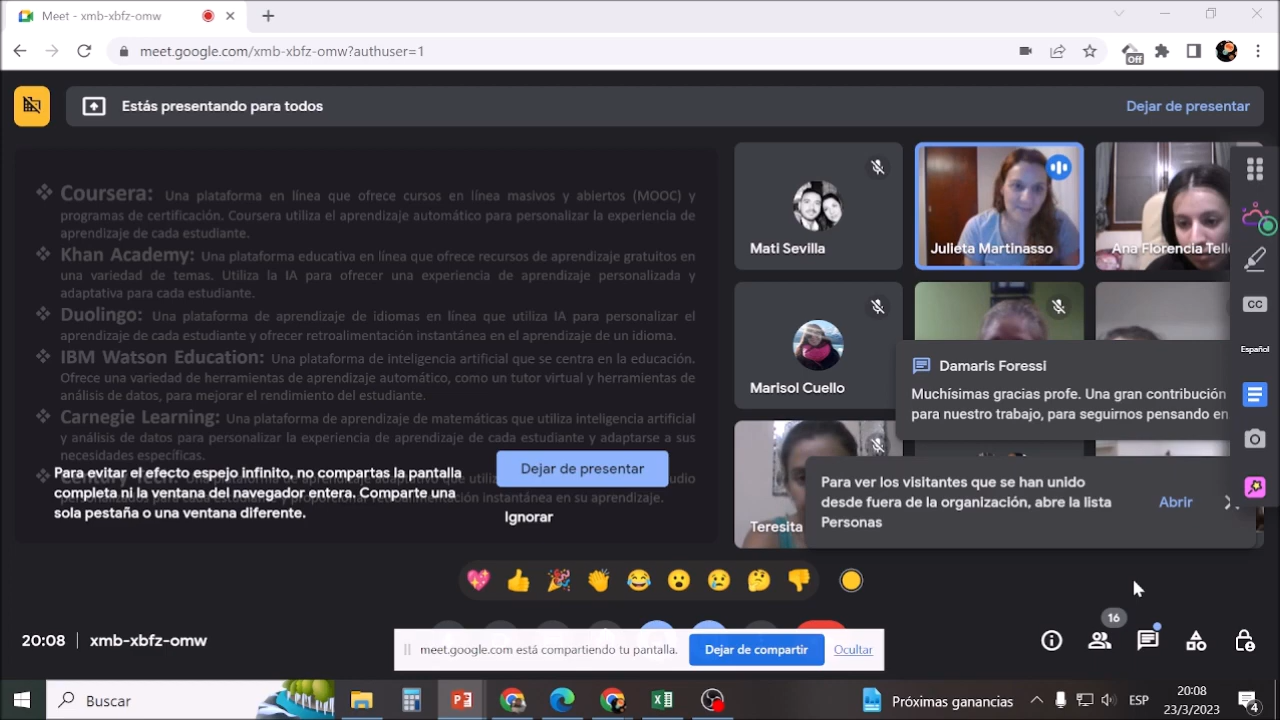 Meet - xmb-xbfz-omw
meet.google.com/xmb-xbfz-omw?authuser=1
Off
Estás presentando para todos
Dejar de presentar
Coursera: Una plataforma en línea que ofrece cursos en línea masivos y abiertos (MOOC) y
programas de certificación. Coursera utiliza el aprendizaje automático para personalizar la experiencia de
aprendizaje de cada estudiante.
Khan Academy: Una plataforma educativa en línea que ofrece recursos de aprendizaje gratuitos en
una variedad de temas. Utiliza la IA para ofrecer una experiencia de aprendizaje personalizada y
adaptativa para cada estudiante.
Duolingo: Una plataforma de aprendizaje de idiomas en línea que utiliza IA para personalizar el
aprendizaje de cada estudiante y ofrecer retroalimentación instantánea en el aprendizaje de un idioma.
IBM Watson Education: Una plataforma de inteligencia artificial que se centra en la educación.
Ofrece una variedad de herramientas de aprendizaje automático, como un tutor virtual y herramientas de
análisis de datos, para mejorar el rendimiento del estudiante.
Carnegie Learning: Una plataforma de aprendizaje de matemáticas que utiliza inteligencia artificial
y análisis de datos para personalizar la experiencia de aprendizaje de cada estudiante y adaptarse a sus
necesidades específicas.
instantánea en su aprendizaje.
Para evitar el efecto espejo infinito, no compartas la pantalla
completa ni la ventana del navegador entera. Comparte una
sola pestaña o una ventana diferente.
Dejar de presentar
Ignorar
Mati Sevilla
Julieta Martinasso
Ana Florencia Tell
Marisol Cuello
Teresita
CC
Español
Damaris Foressi
Muchísimas gracias profe. Una gran contribución
para nuestro trabajo, para seguirnos pensando en
Para ver los visitantes que se han unido
desde fuera de la organización, abre la lista
Personas
Abrir
20:08
xmb-xbfz-omw
meet.google.com está compartiendo tu pantalla.
Dejar de compartir
Ocultar
16
Buscar
Próximas ganancias
ESP
20:08
23/3/2023
4